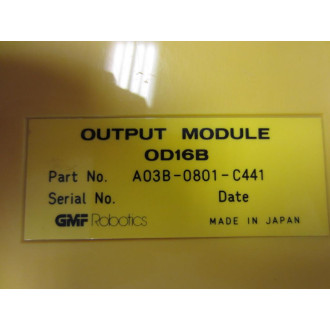 OUTPUT MODULE
OD16B
Part No. A03B-0801-C441
Serial No. Date
GMF Robotics MADE IN JAPAN